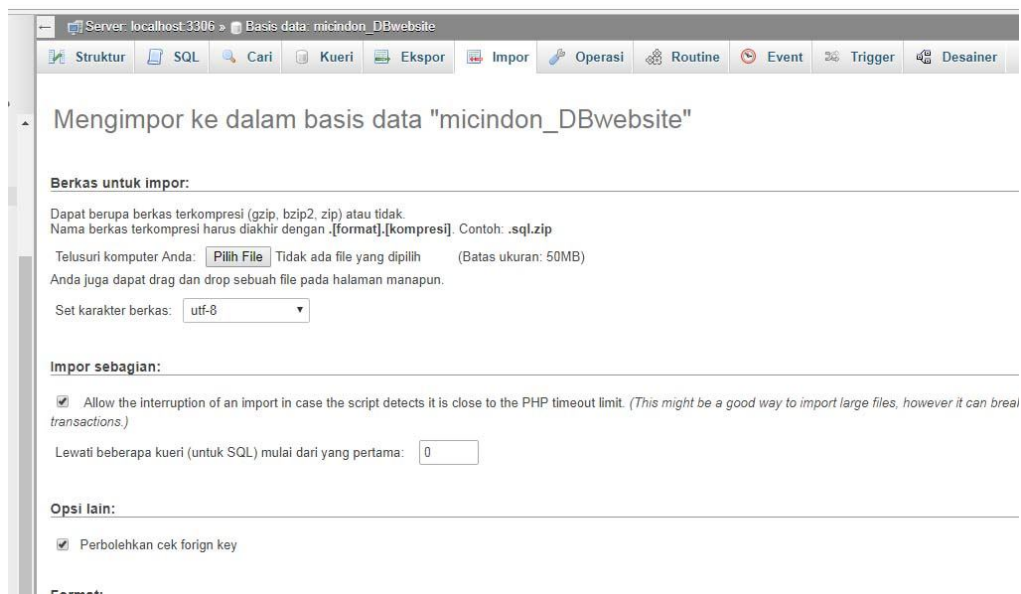 Server: localhost:3306 » Basis data: micindon_DBwebsite
Struktur SQL Cari Kueri Ekspor Impor Operasi Routine Event Trigger Desainer
Mengimpor ke dalam basis data "micindon_DBwebsite"
Berkas untuk impor:
Dapat berupa berkas terkompresi (gzip, bzip2, zip) atau tidak.
Nama berkas terkompresi harus diakhir dengan .[format].[kompresi]. Contoh: .sql.zip
Telusuri komputer Anda: Pilih File Tidak ada file yang dipilih (Batas ukuran: 50MB)
Anda juga dapat drag dan drop sebuah file pada halaman manapun.
Set karakter berkas: utf-8
Impor sebagian:
Allow the interruption of an import in case the script detects it is close to the PHP timeout limit. (This might be a good way to import large files, however it can break
transactions.)
Lewati beberapa kueri (untuk SQL) mulai dari yang pertama: 0
Opsi lain:
Perbolehkan cek forign key
Format: